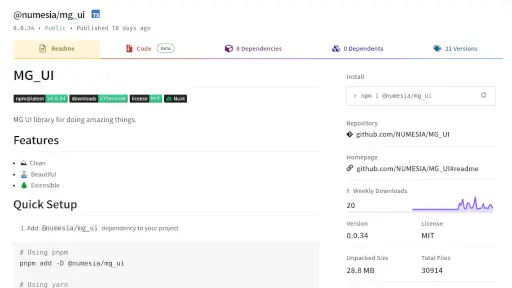 @numesia/mg_ui TS
0.0.34 • Public • Published 19 days ago
Readme
Code Beta
8 Dependencies
0 Dependents
21 Versions
MG_UI
npm@latest v0.0.34 downloads license MIT Nuxt
MG UI library for doing amazing things.
Features
Clean
Beautiful
Extensible
Quick Setup
1. Add @numesia/mg_ui dependency to your project
# Using pnpm
pnpm add -D @numesia/mg_ui
# Using yarn
Install
> npm i @numesia/mg_ui
Repository
github.com/NUMESIA/MG_UI
Homepage
github.com/NUMESIA/MG_UI#readme
Weekly Downloads
20
Version
License
0.0.34
MIT
Unpacked Size
Total Files
28.8 MB
30914